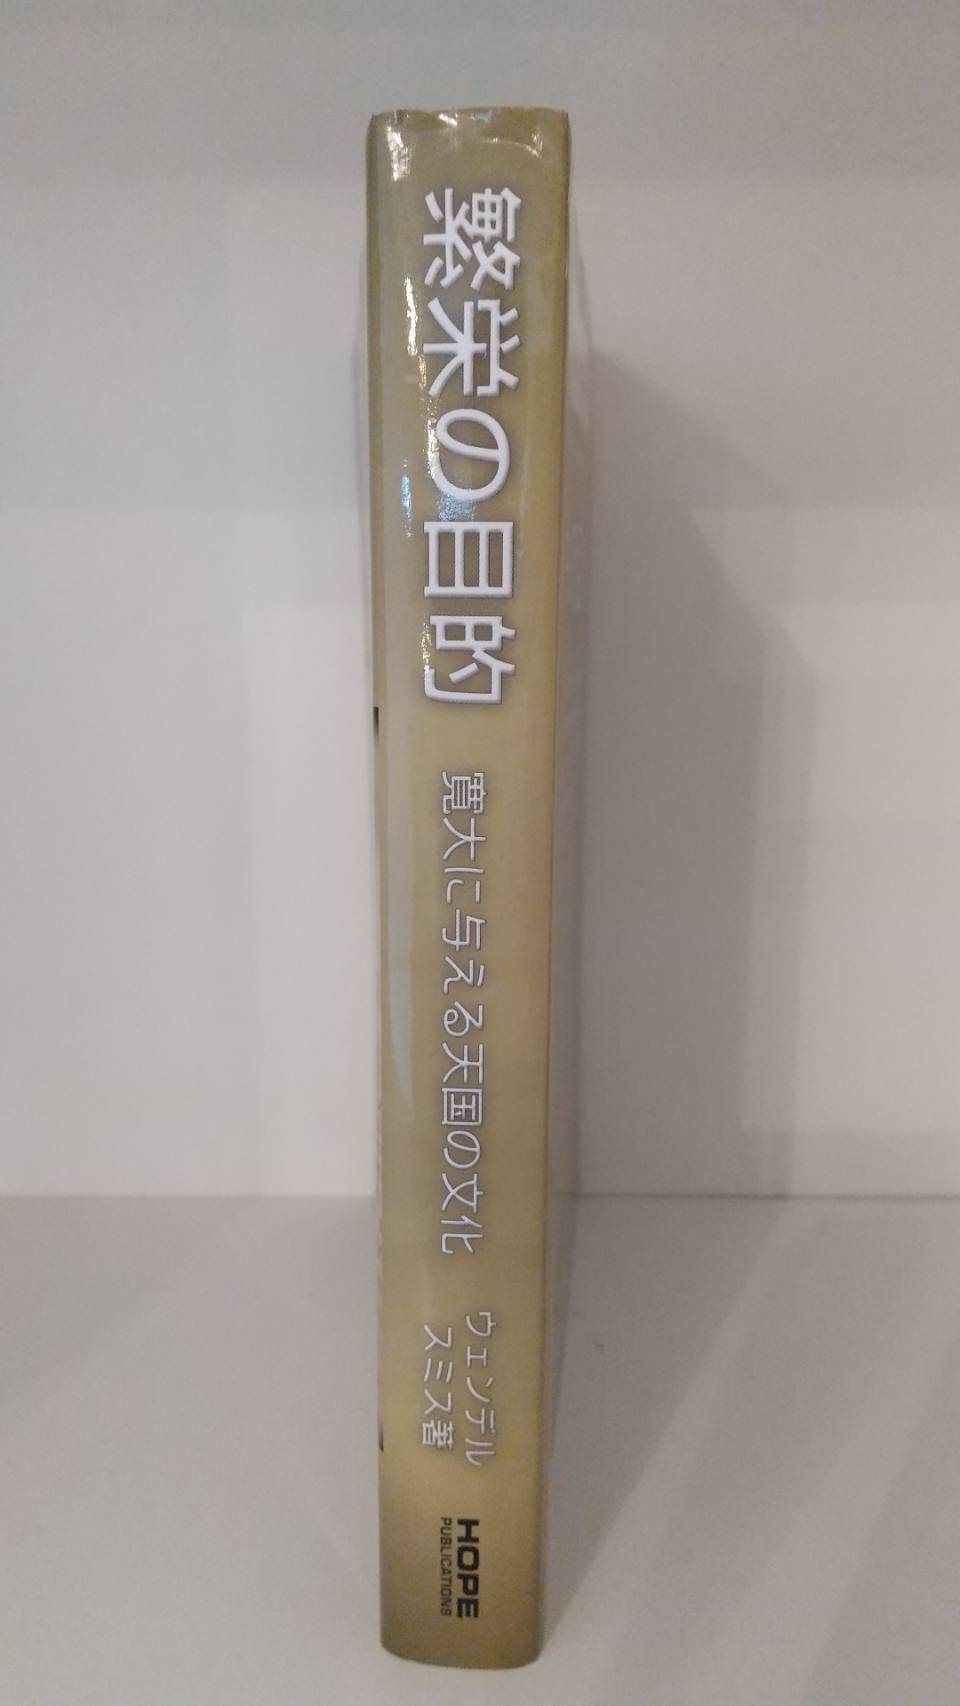 繁栄の目的
寛大に与える天国の文化
ウェンデル
スミス著
HOPE
PUBLICATIONS